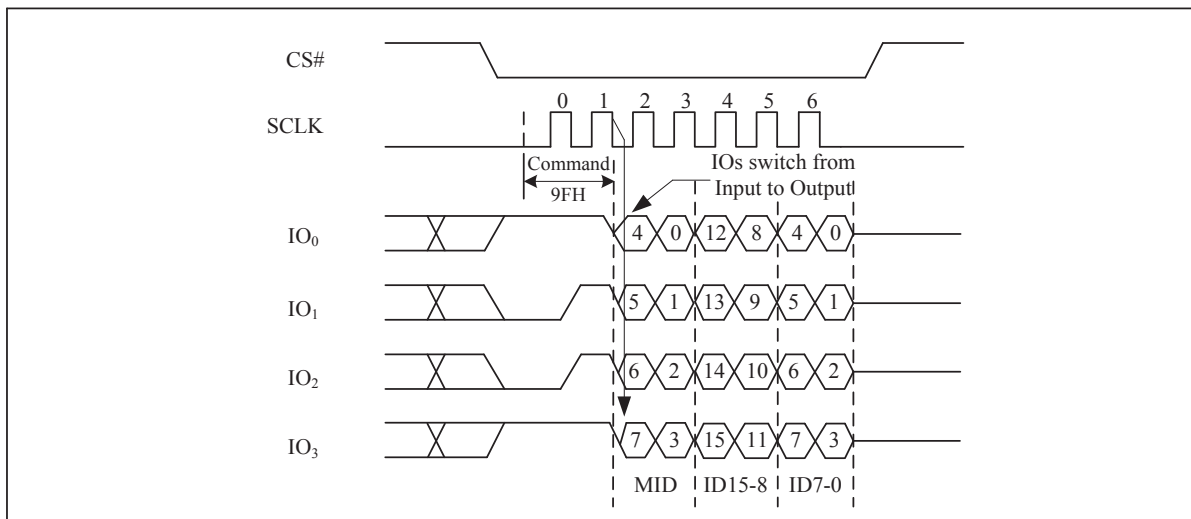 CS#
0 1 2 3 4 5 6
SCLK
Command
9FH
IOs switch from
Input to Output
IO0 4 0 12 8 4 0
IO1 5 1 13 9 5 1
IO2 6 2 14 10 6 2
IO3 7 3 15 11 7 3
MID ID15-8 ID7-0